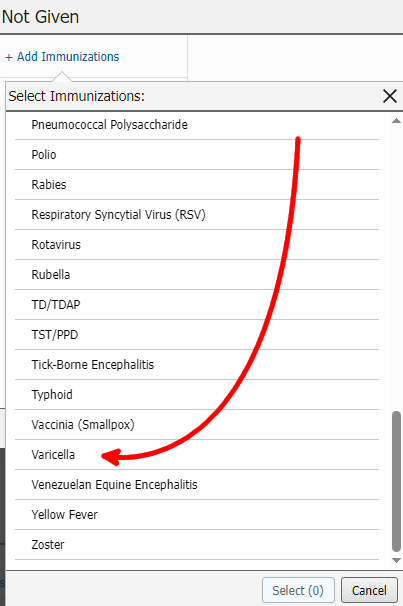 Not Given
+ Add Immunizations
Select Immunizations:
Pneumococcal Polysaccharide
Polio
Rabies
Respiratory Syncytial Virus (RSV)
Rotavirus
Rubella
TD/TDAP
TST/PPD
Tick-Borne Encephalitis
Typhoid
Vaccinia (Smallpox)
Varicella
Venezuelan Equine Encephalitis
Yellow Fever
Zoster
Select (0) Cancel